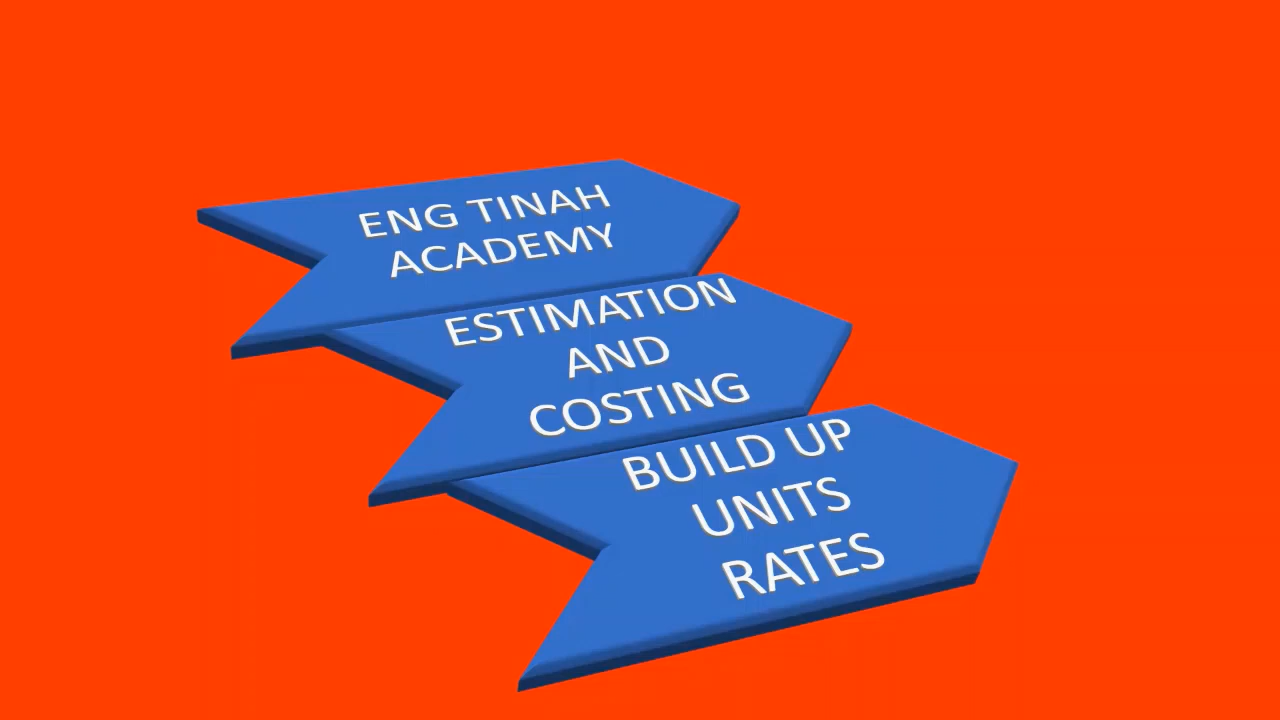 ENG TINAH
ACADEMY
ESTIMATION
AND
COSTING
BUILD UP
UNITS
RATES